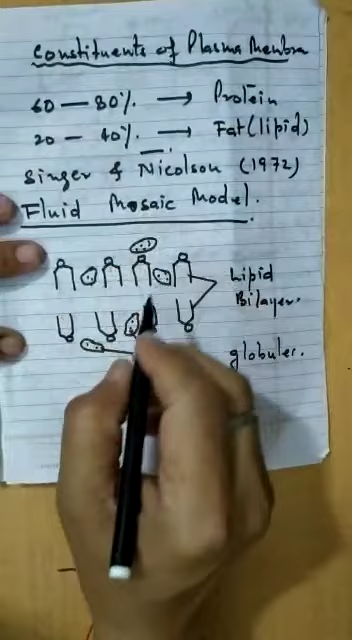 Constituents of Plasma Membra
60 — 80% → Protein
20 — 40% → Fat (lipid)
Singer & Nicolson (1972)
Fluid Mosaic Model.
Lipid
Bilayer.
globuler.